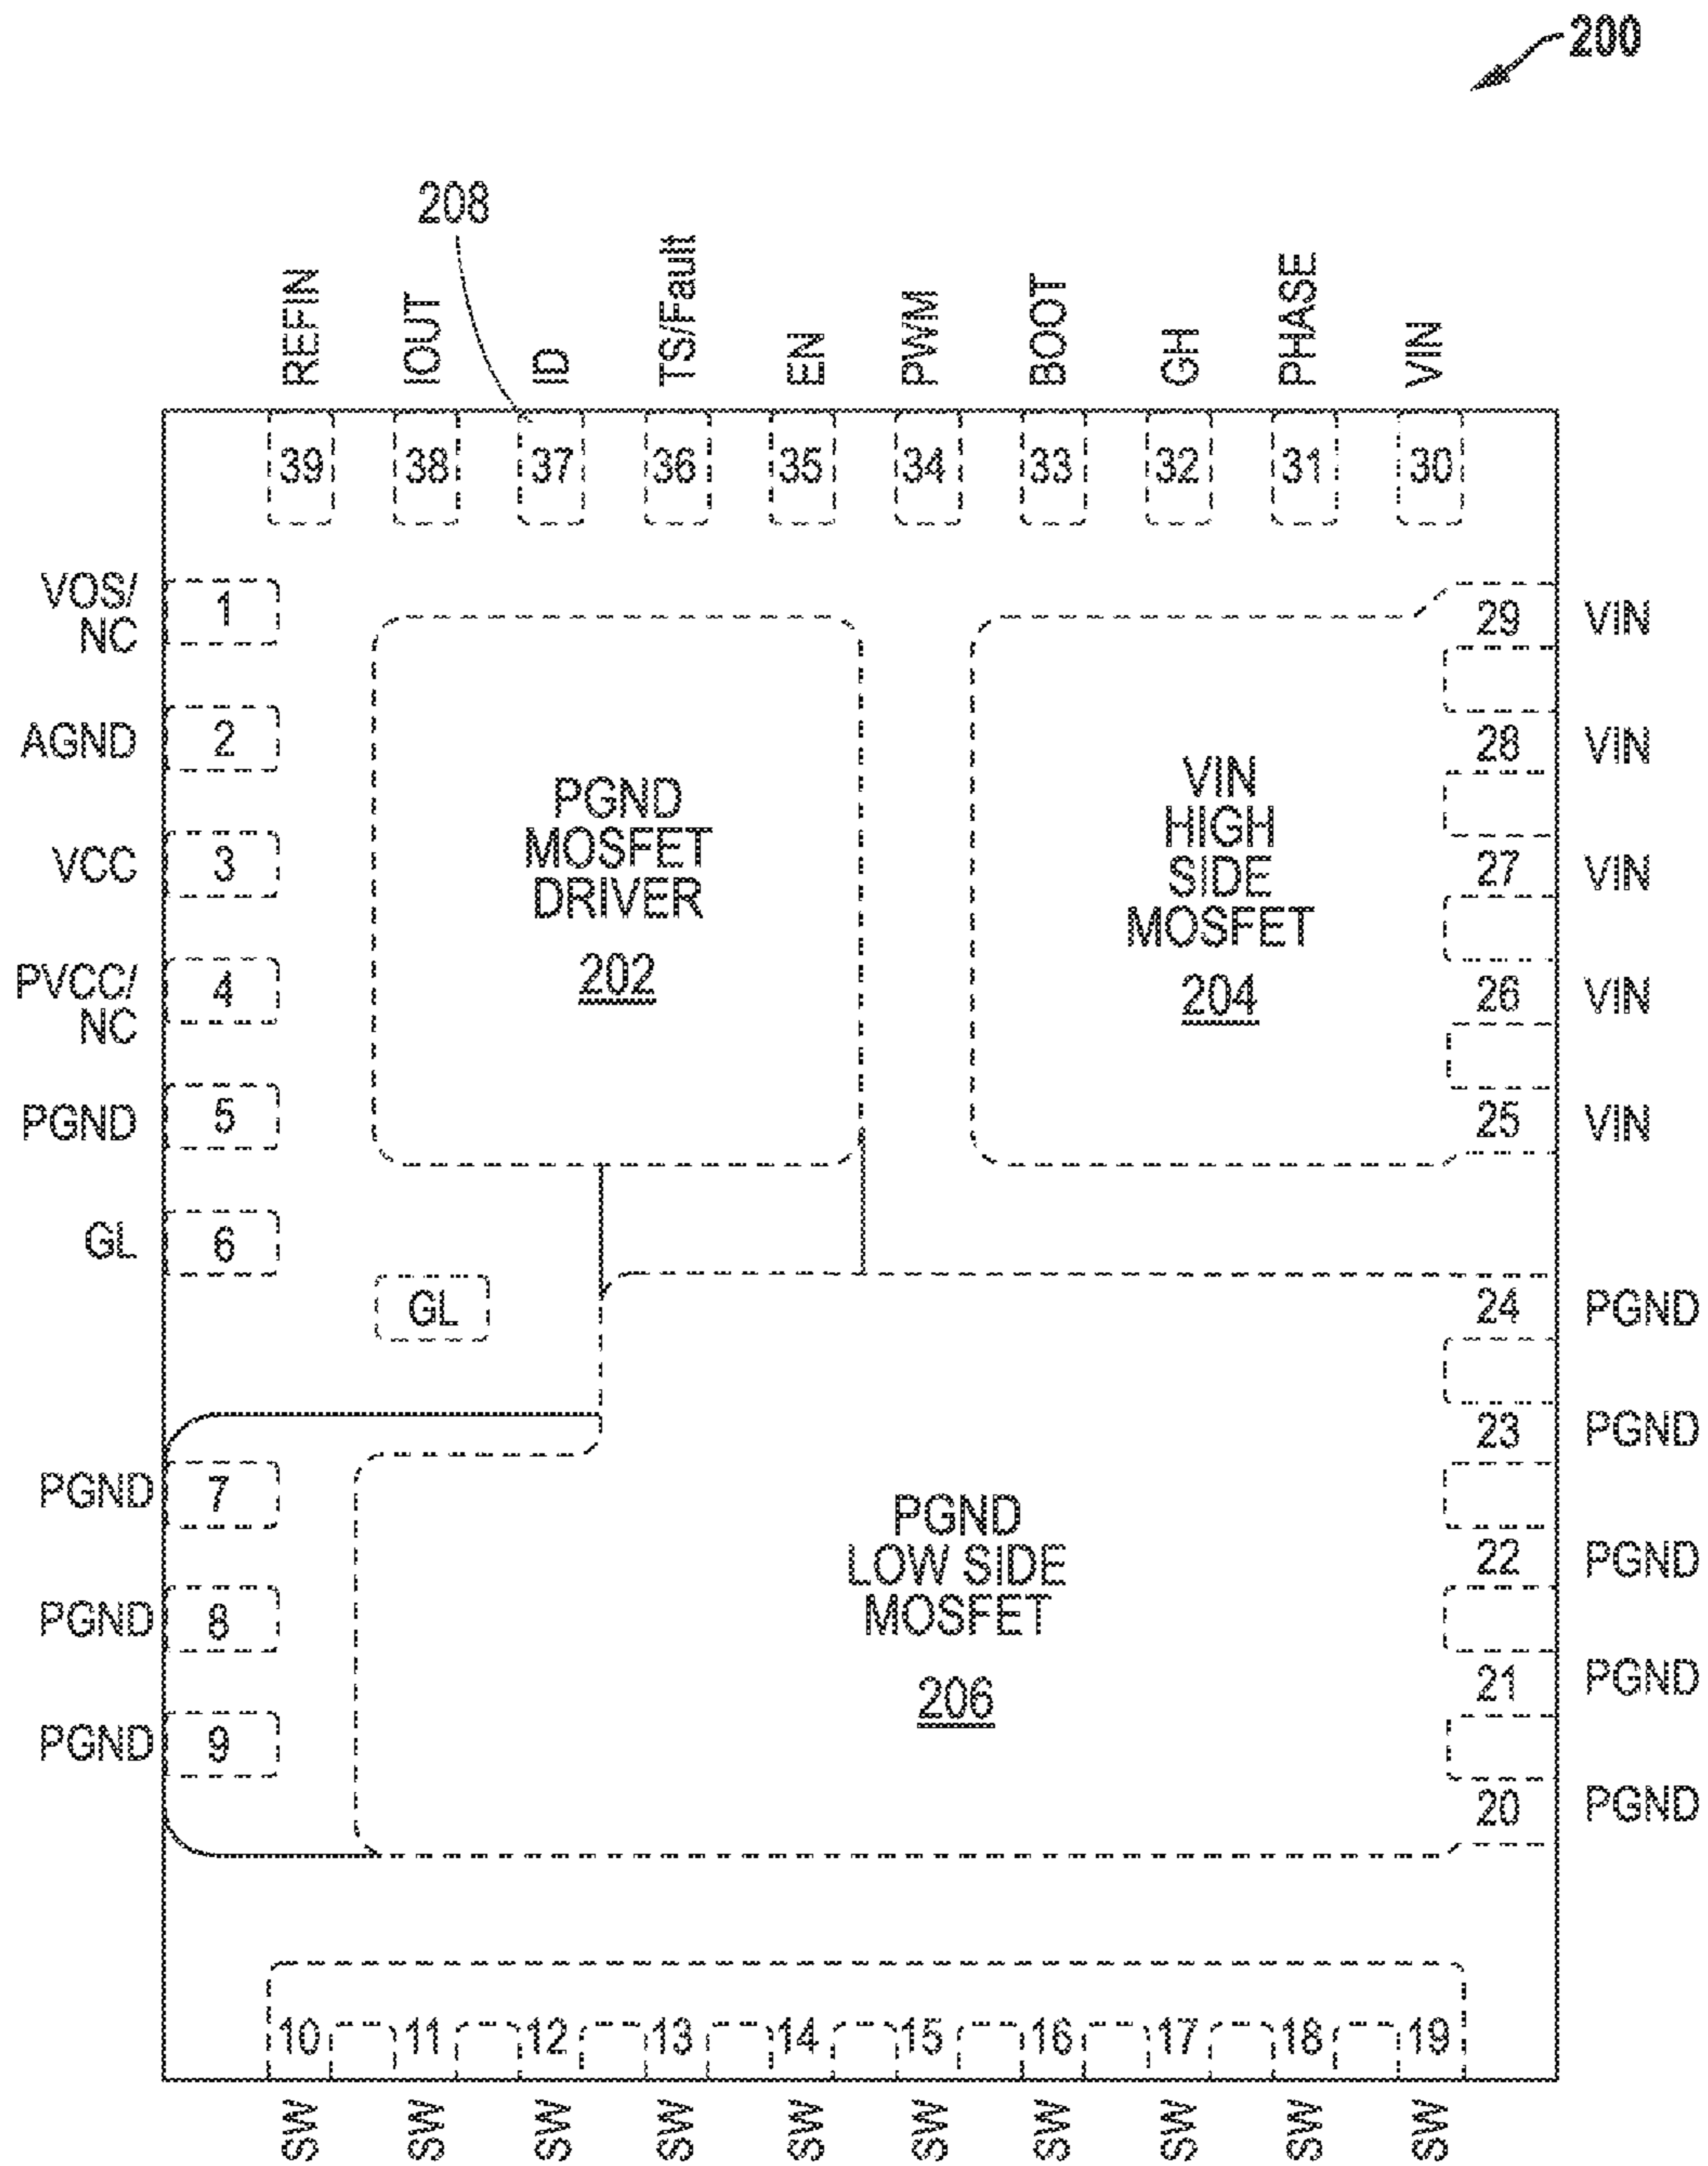 200
208
REFIN
IOUT
ID
TS/Fault
EN
PWM
BOOT
GH
PHASE
VIN
39
38
37
36
35
34
33
32
31
30
VOS/
NC
1
AGND
2
VCC
3
PVCC/
NC
4
PGND
5
GL
6
GL
PGND
7
PGND
8
PGND
9
PGND
MOSFET
DRIVER
202
VIN
HIGH
SIDE
MOSFET
204
29
VIN
28
VIN
27
VIN
26
VIN
25
VIN
24
PGND
23
PGND
22
PGND
21
PGND
20
PGND
PGND
LOW SIDE
MOSFET
206
10
11
12
13
14
15
16
17
18
19
SW
SW
SW
SW
SW
SW
SW
SW
SW
SW